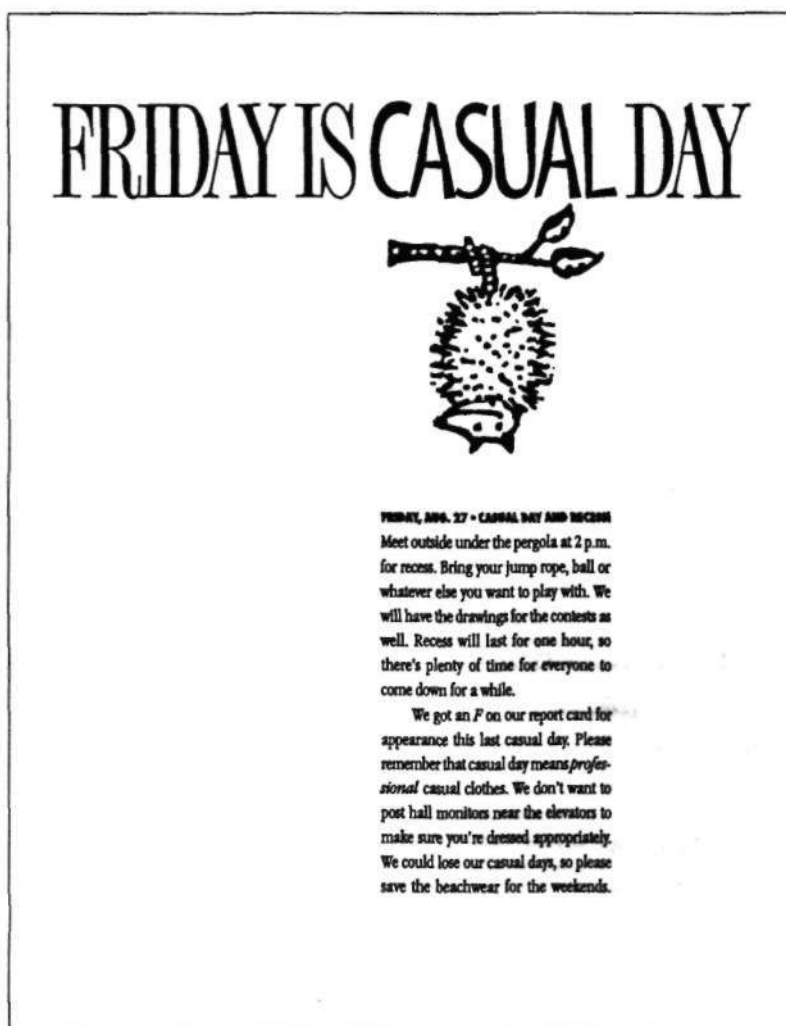 FRIDAY IS CASUAL DAY
FRIDAY, AUG. 27 • CASUAL DAY AND RECESS
Meet outside under the pergola at 2 p.m.
for recess. Bring your jump rope, ball or
whatever else you want to play with. We
will have the drawings for the contests as
well. Recess will last for one hour, so
there's plenty of time for everyone to
come down for a while.
We got an F on our report card for
appearance this last casual day. Please
remember that casual day means profes-
sional casual clothes. We don't want to
post hall monitors near the elevators to
make sure you're dressed appropriately.
We could lose our casual days, so please
save the beachwear for the weekends.